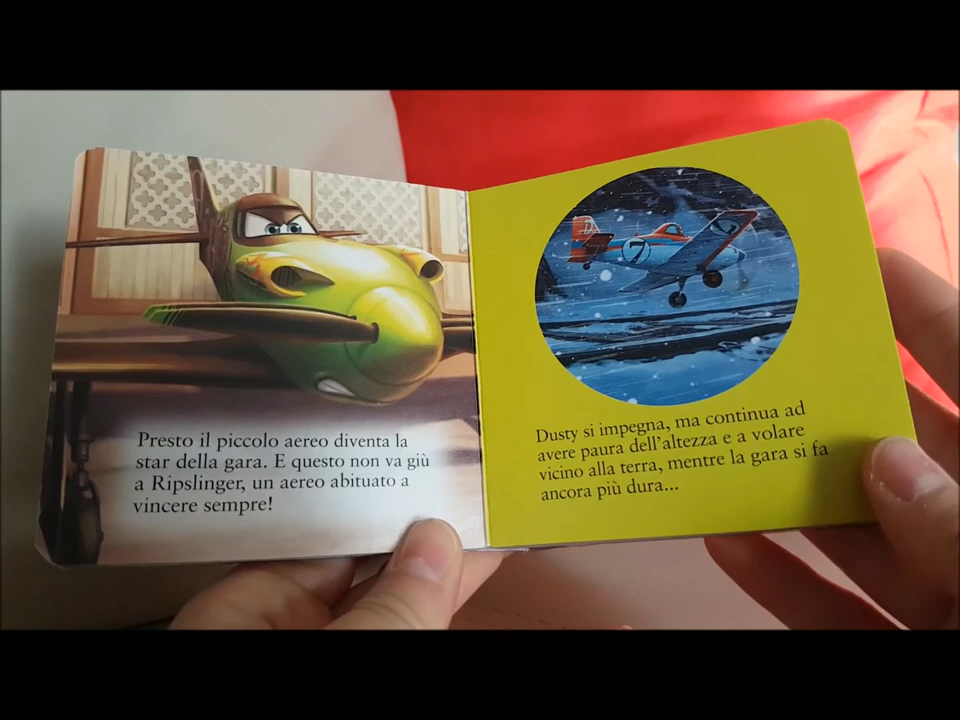 Presto il piccolo aereo diventa la
star della gara. E questo non va giù
a Ripslinger, un aereo abituato a
vincere sempre!
7
Dusty si impegna, ma continua ad
avere paura dell'altezza e a volare
vicino alla terra, mentre la gara si fa
ancora più dura...